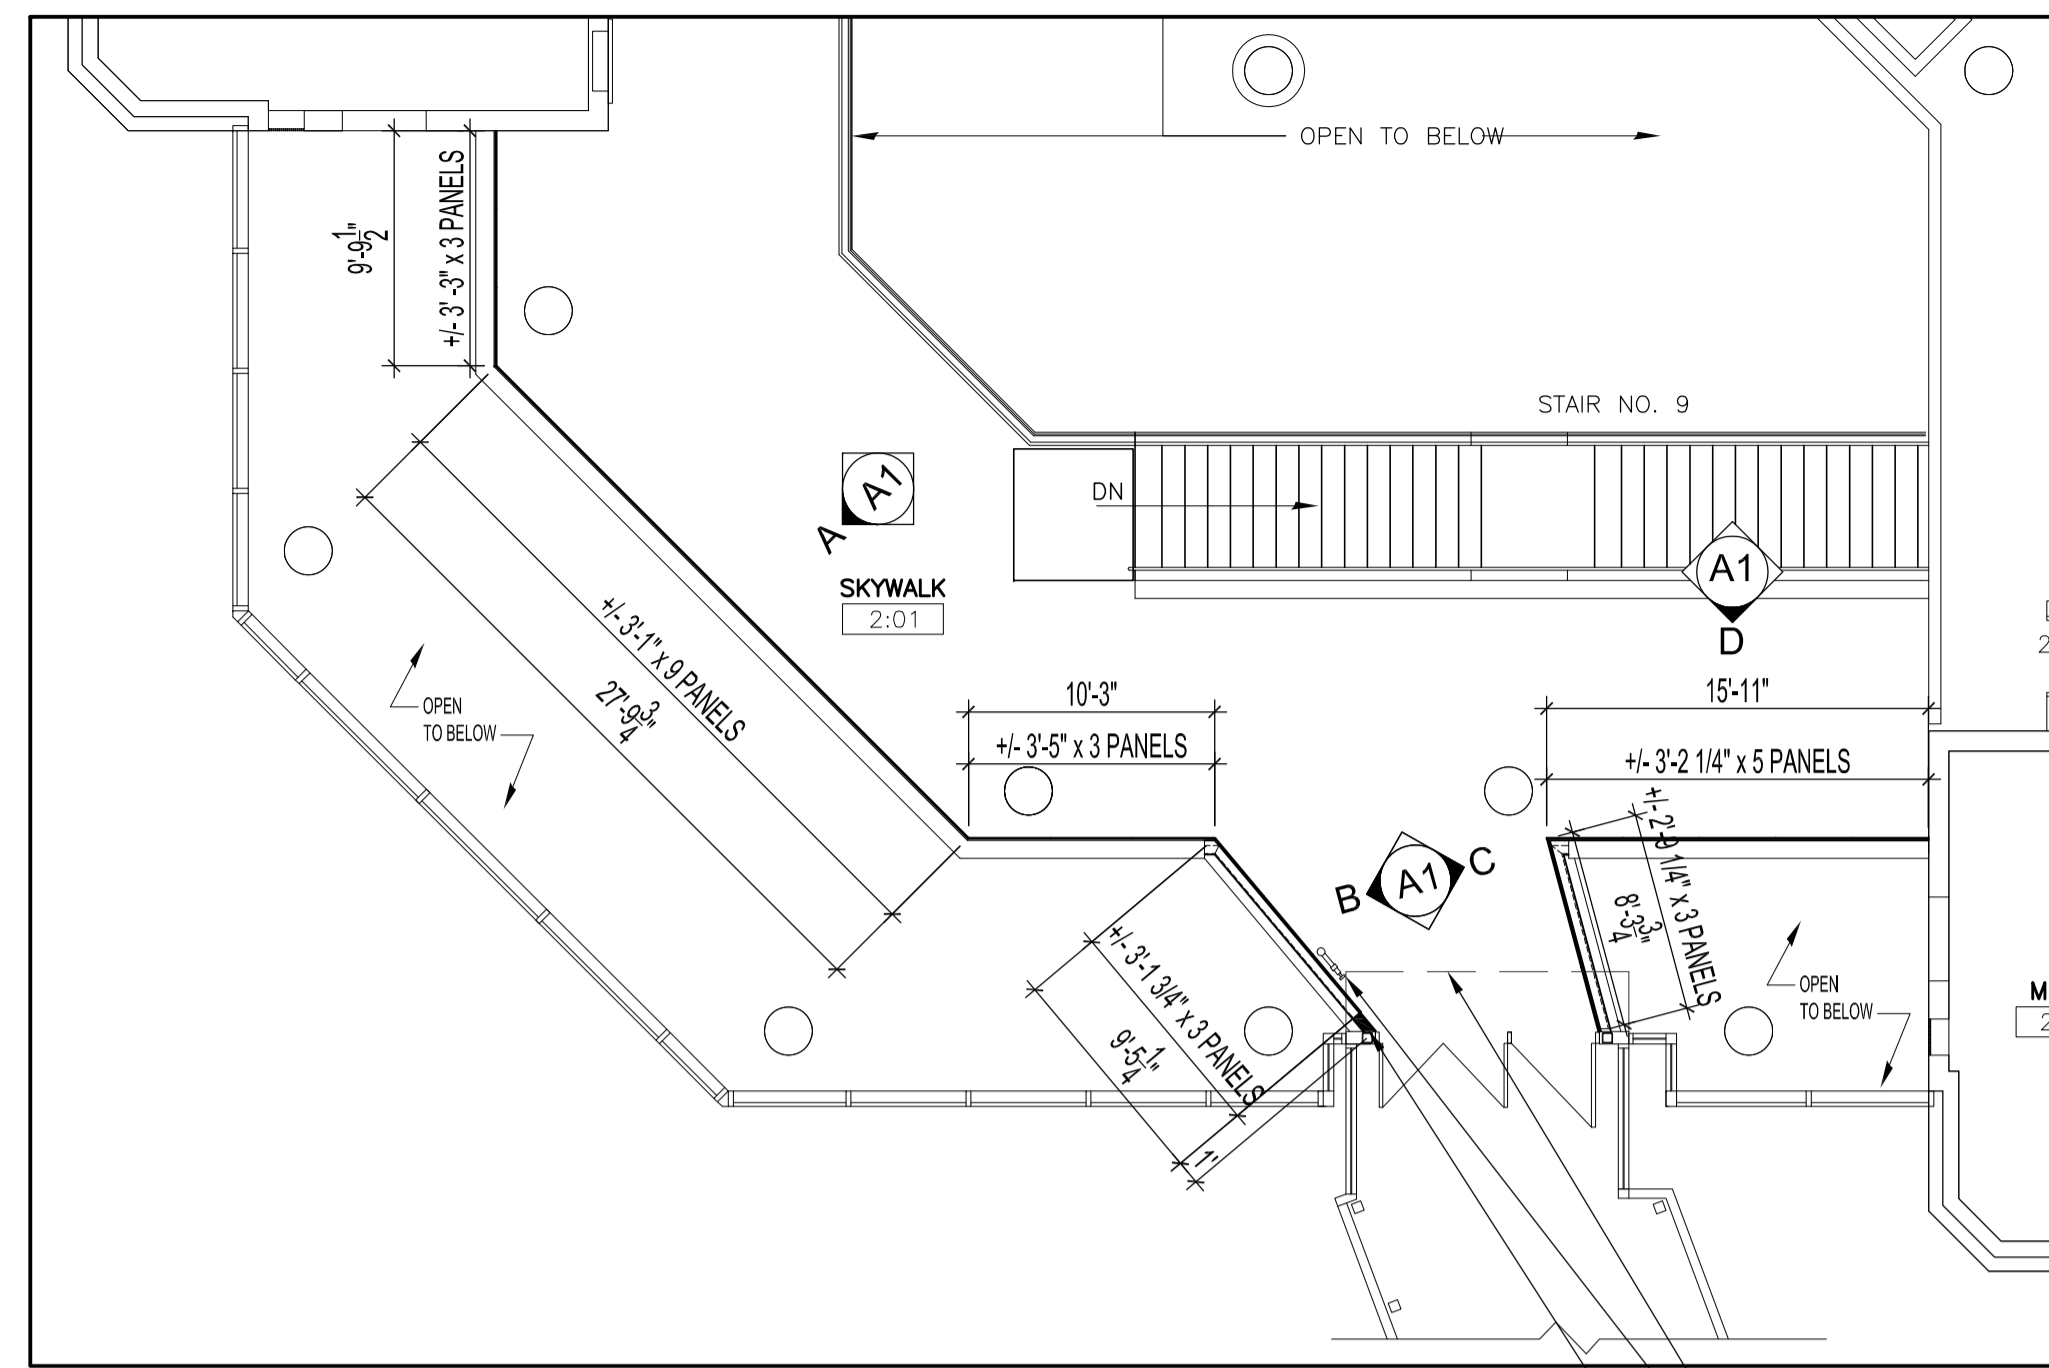 OPEN TO BELOW
+/- 3'-3" x 3 PANELS
9'-9 1/2"
STAIR NO. 9
A1
A
DN
A1
D
SKYWALK
2:01
+/- 3'-1" x 9 PANELS
27'-9 3/4"
OPEN
TO BELOW
10'-3"
+/- 3'-5" x 3 PANELS
15'-11"
+/- 3'-2 1/4" x 5 PANELS
+/- 2'-9 1/4" x 3 PANELS
8'-3 3/4"
B
A1
C
+/- 3'-1 3/4" x 3 PANELS
9'-5 1/4"
1'
OPEN
TO BELOW
M
2
2